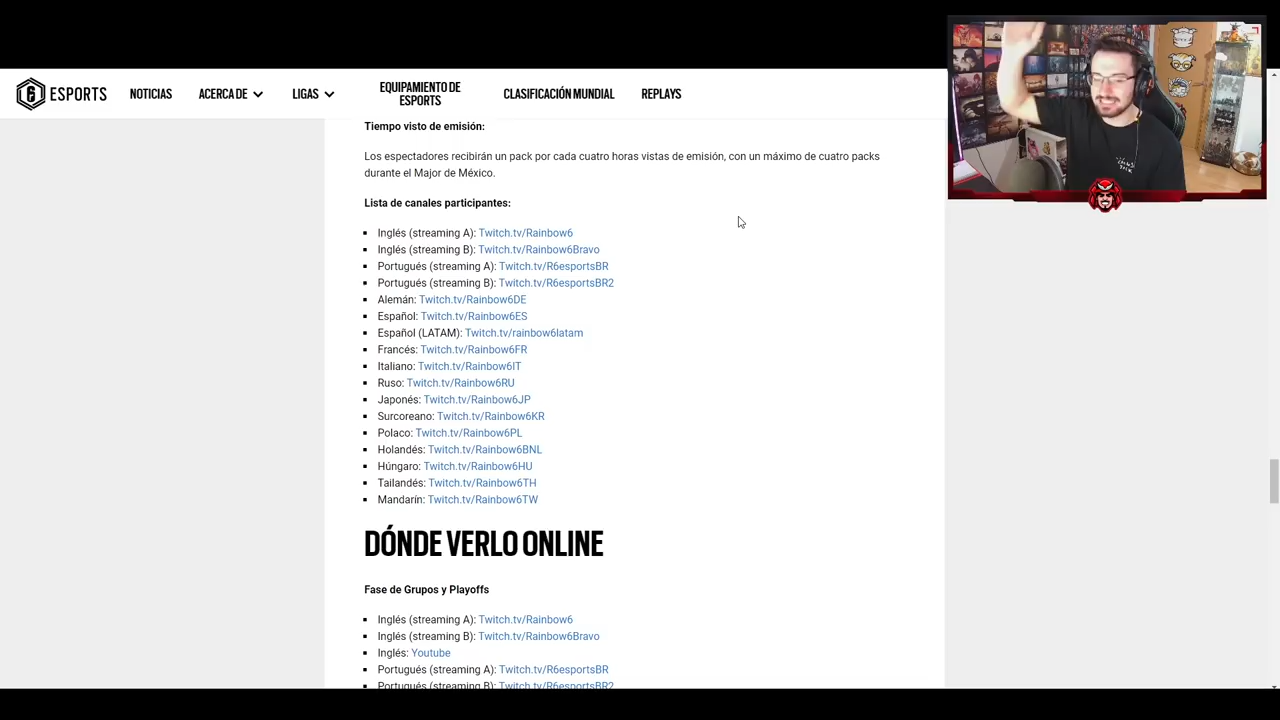 6 ESPORTS
NOTICIAS
ACERCA DE
LIGAS
EQUIPAMIENTO DE
ESPORTS
CLASIFICACIÓN MUNDIAL
REPLAYS
Tiempo visto de emisión:
Los espectadores recibirán un pack por cada cuatro horas vistas de emisión, con un máximo de cuatro packs
durante el Major de México.
Lista de canales participantes:
Inglés (streaming A): Twitch.tv/Rainbow6
Inglés (streaming B): Twitch.tv/Rainbow6Bravo
Portugués (streaming A): Twitch.tv/R6esportsBR
Portugués (streaming B): Twitch.tv/R6esportsBR2
Alemán: Twitch.tv/Rainbow6DE
Español: Twitch.tv/Rainbow6ES
Español (LATAM): Twitch.tv/rainbow6latam
Francés: Twitch.tv/Rainbow6FR
Italiano: Twitch.tv/Rainbow6IT
Ruso: Twitch.tv/Rainbow6RU
Japonés: Twitch.tv/Rainbow6JP
Surcoreano: Twitch.tv/Rainbow6KR
Polaco: Twitch.tv/Rainbow6PL
Holandés: Twitch.tv/Rainbow6BNL
Húngaro: Twitch.tv/Rainbow6HU
Tailandés: Twitch.tv/Rainbow6TH
Mandarín: Twitch.tv/Rainbow6TW
DÓNDE VERLO ONLINE
Fase de Grupos y Playoffs
Inglés (streaming A): Twitch.tv/Rainbow6
Inglés (streaming B): Twitch.tv/Rainbow6Bravo
Inglés: Youtube
Portugués (streaming A): Twitch.tv/R6esportsBR
Portugués (streaming B): Twitch.tv/R6esportsBR2